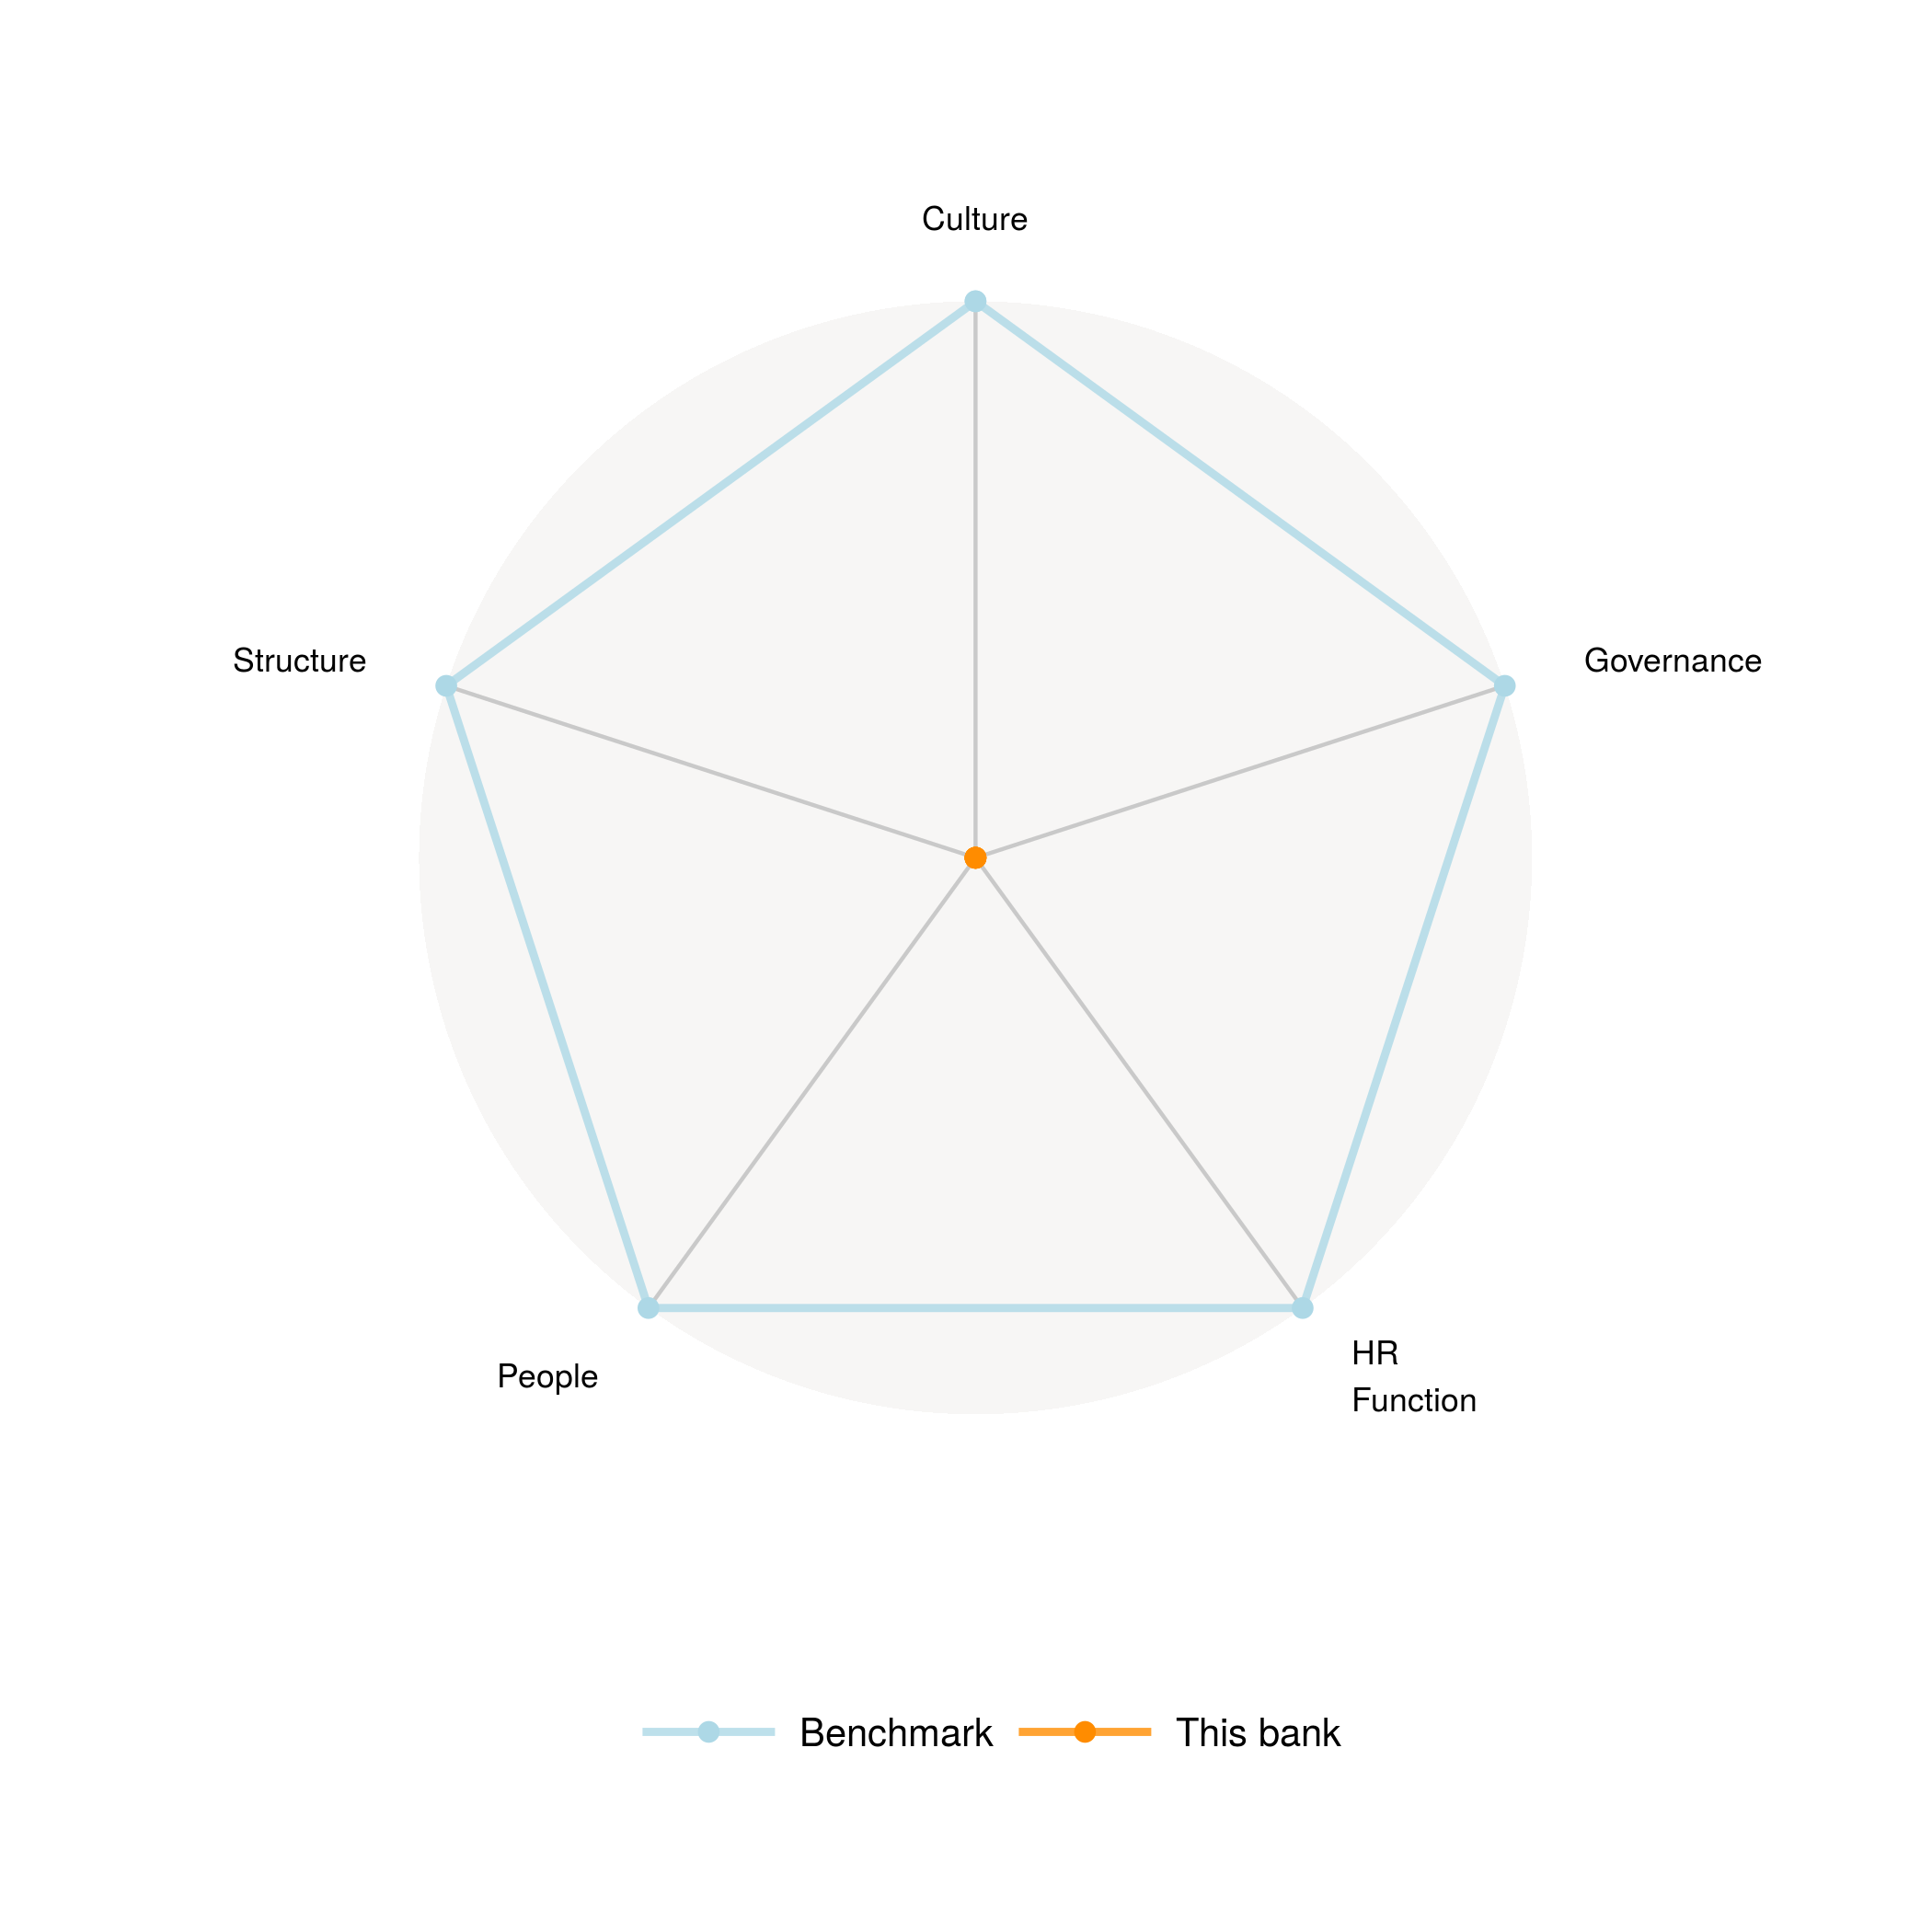 Culture
Structure
Governance
People
HR
Function
Benchmark
This bank